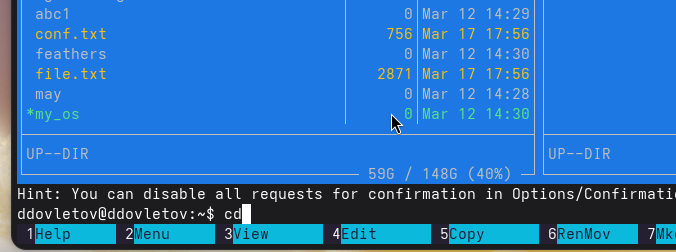 abc1 0 Mar 12 14:29
conf.txt 756 Mar 17 17:56
feathers 0 Mar 12 14:30
file.txt 2871 Mar 17 17:56
may 0 Mar 12 14:28
*my_os 0 Mar 12 14:30
UP--DIR UP--DIR
59G / 148G (40%)
Hint: You can disable all requests for confirmation in Options/Confirmati
ddovletov@ddovletov:~$ cd
1Help 2Menu 3View 4Edit 5Copy 6RenMov 7Mk